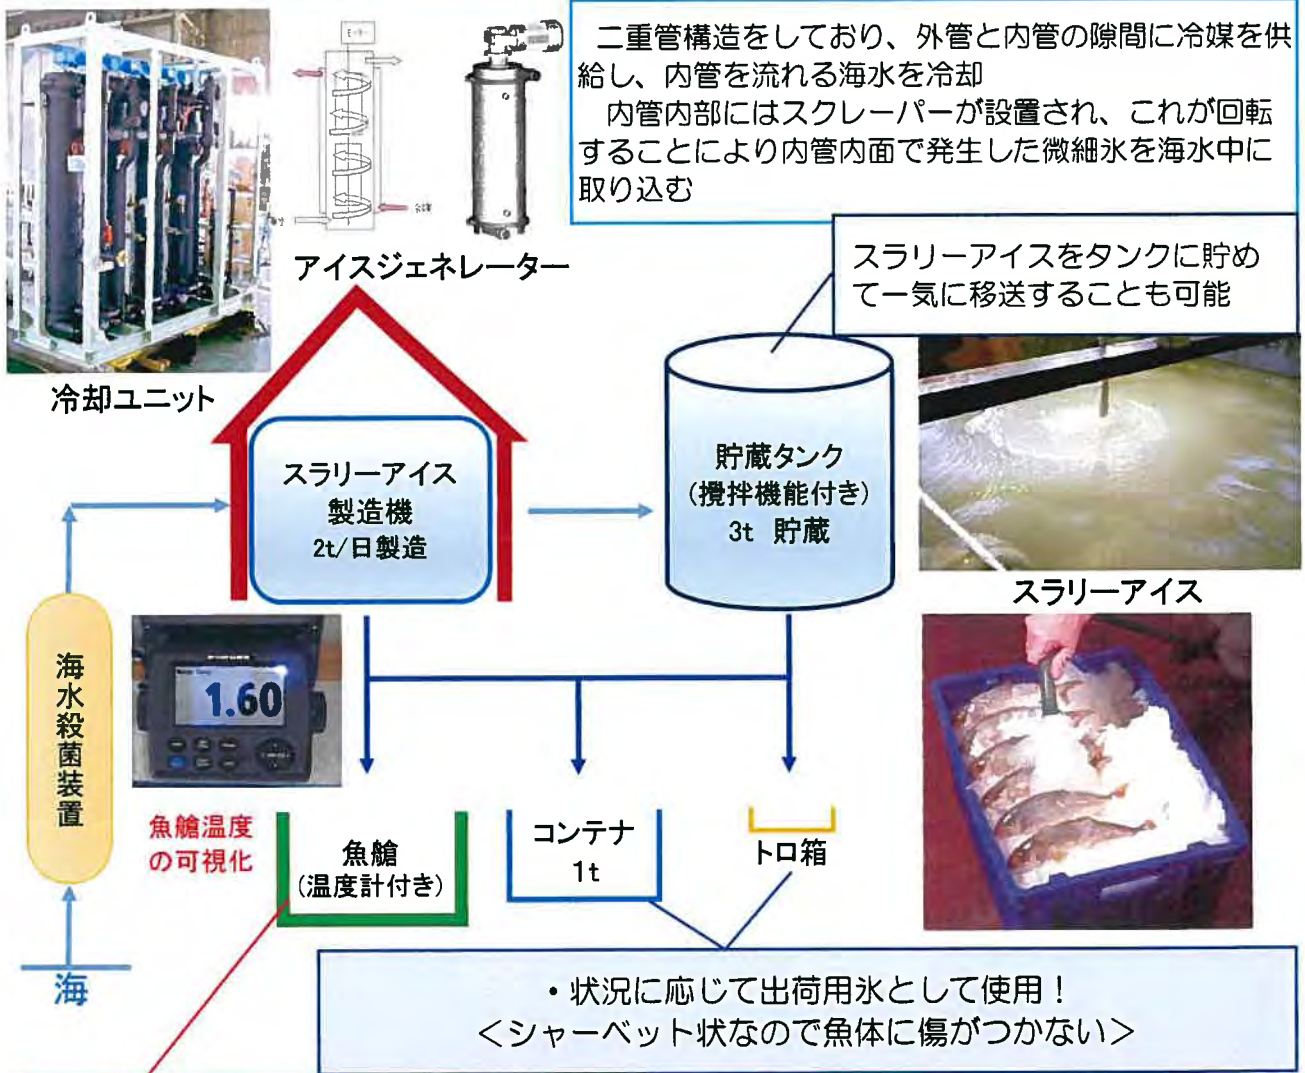 二重管構造をしており、外管と内管の隙間に冷媒を供
給し、内管を流れる海水を冷却
内管内部にはスクレーパーが設置され、これが回転
することにより内管内面で発生した微細氷を海水中に
取り込む
アイスジェネレーター
冷却ユニット
スラリーアイスをタンクに貯め
て一気に移送することも可能
スラリーアイス
製造機
2t/日製造
貯蔵タンク
(攪拌機能付き)
3t 貯蔵
スラリーアイス
海水殺菌装置
1.60
魚艙温度
の可視化
魚艙
(温度計付き)
コンテナ
1t
トロ箱
海
・状況に応じて出荷用氷として使用!
<シャーベット状なので魚体に傷がつかない>